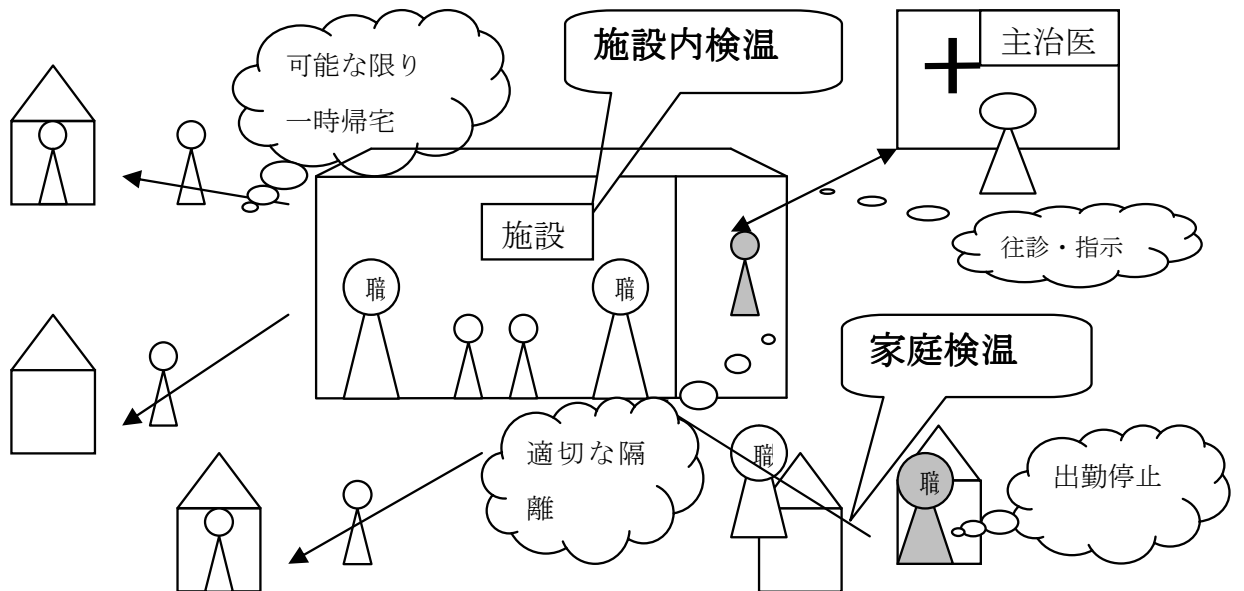 可能な限り
一時帰宅
施設内検温
主治医
施設
往診・指示
職
職
家庭検温
適切な隔
離
職
職
出勤停止